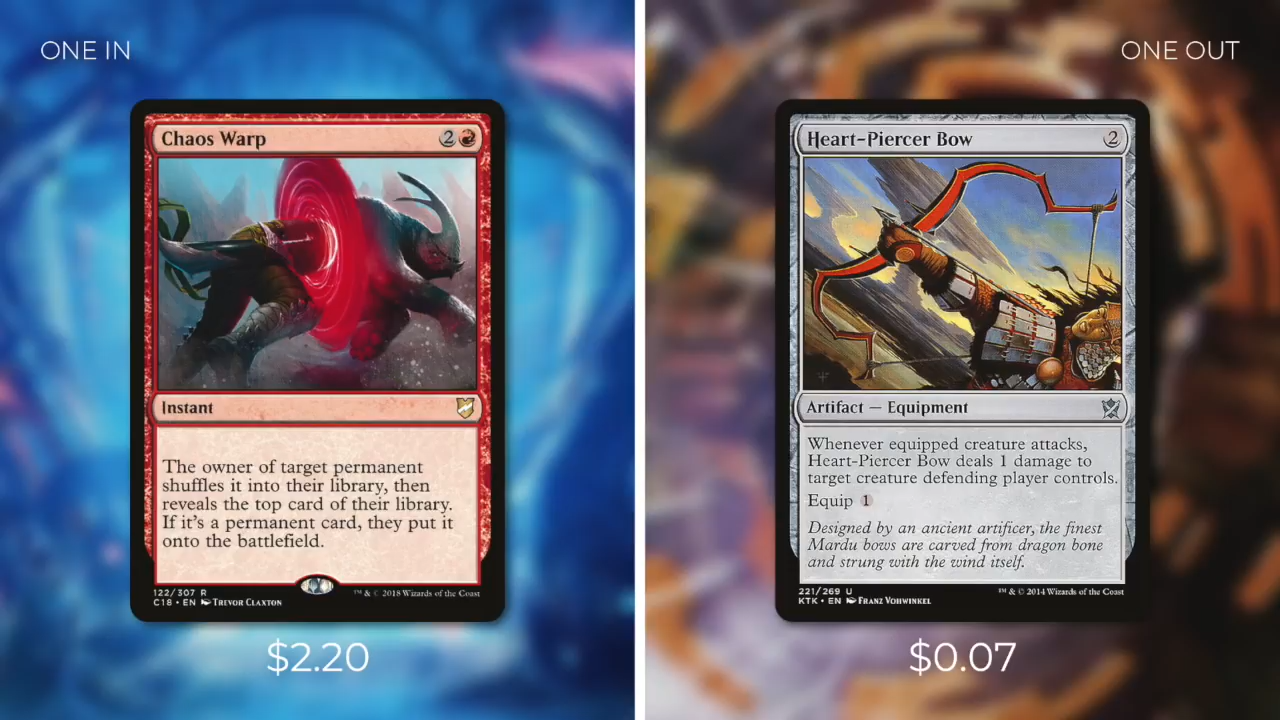 ONE IN
ONE OUT
Chaos Warp
2
Instant
The owner of target permanent
shuffles it into their library, then
reveals the top card of their library.
If it's a permanent card, they put it
onto the battlefield.
122/307 R
C18 • EN TREVOR CLAXTON
™ & © 2018 Wizards of the Coast
$2.20
Heart-Piercer Bow
2
Artifact — Equipment
Whenever equipped creature attacks,
Heart-Piercer Bow deals 1 damage to
target creature defending player controls.
Equip 1
Designed by an ancient artificer, the finest
Mardu bows are carved from dragon bone
and strung with the wind itself.
221/269 U
KTK • EN FRANZ VOHWINKEL
™ & © 2014 Wizards of the Coast
$0.07